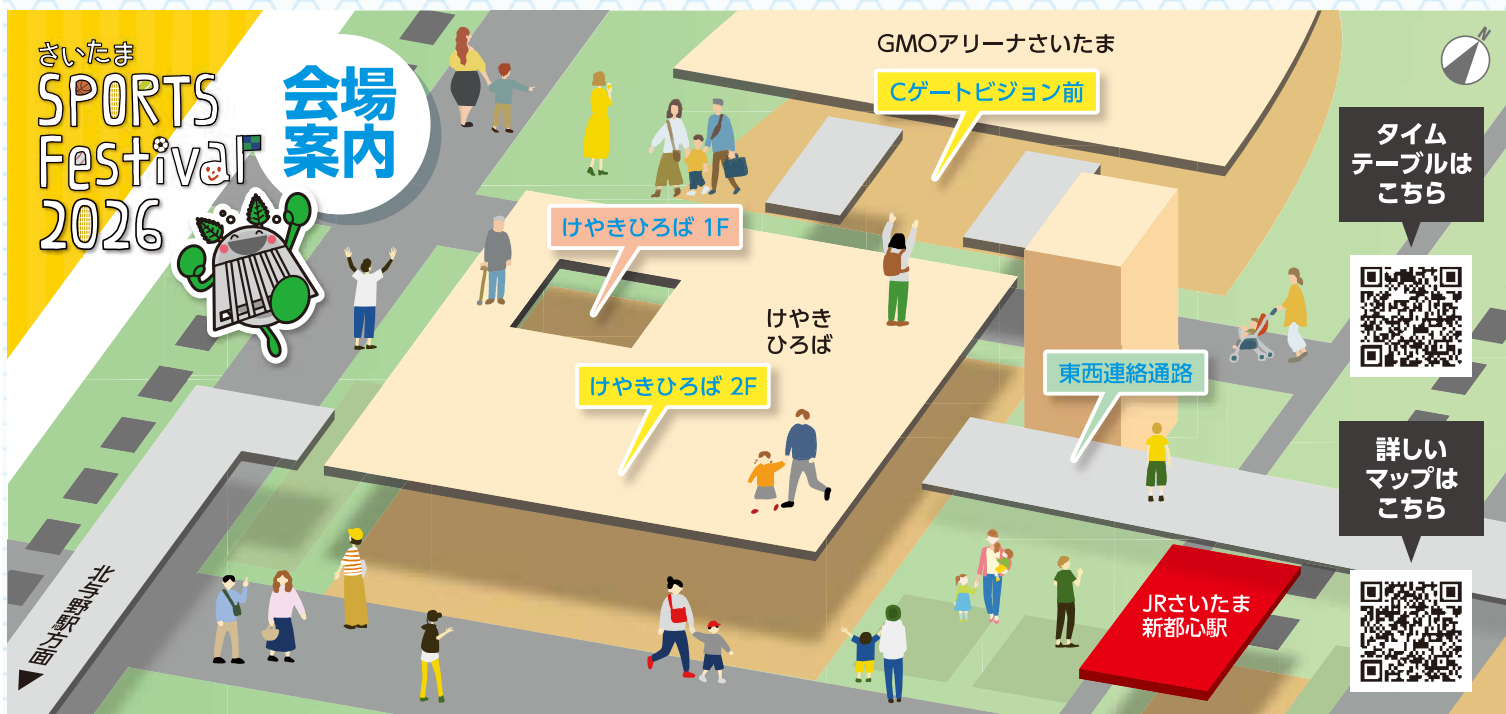 さいたま
SPORTS
Festival
2026
会場
案内
GMOアリーナさいたま
Cゲートビジョン前
N
タイム
テーブルは
こちら
けやきひろば 1F
けやき
ひろば
けやきひろば 2F
東西連絡通路
詳しい
マップは
こちら
北与野駅方面
JRさいたま
新都心駅